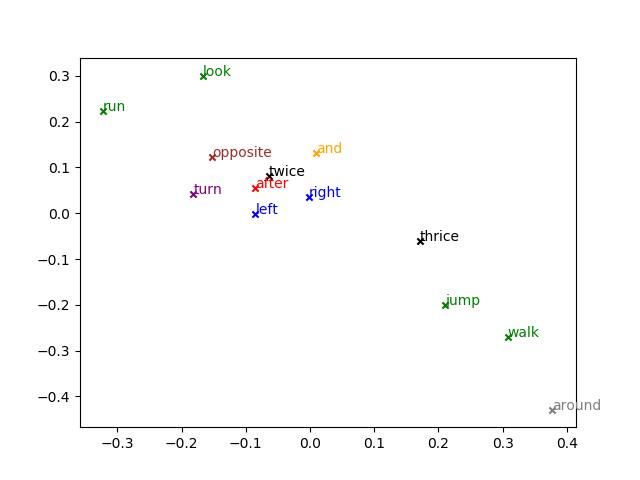 0.3
0.2
0.1
0.0
−0.1
−0.2
−0.3
−0.4
look
run
opposite
and
twice
after
turn
right
left
thrice
jump
walk
around
−0.3
−0.2
−0.1
0.0
0.1
0.2
0.3
0.4